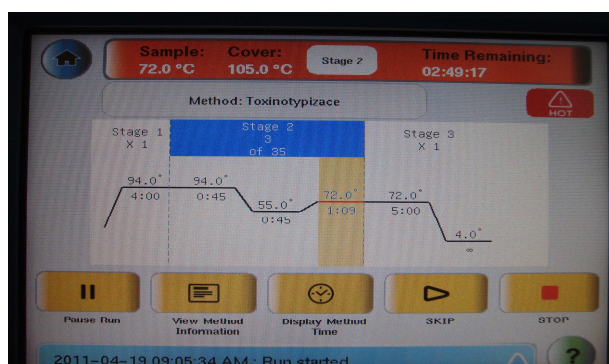 Sample: Cover: Stage 2 Time Remaining:
72.0 °C 105.0 °C 02:49:17
Method: Toxinotypizace
HOT
Stage 1 Stage 2 Stage 3
X 1 3 X 1
of 35
94.0° 94.0° 55.0° 72.0° 72.0° 4.0°
4:00 0:45 0:45 1:09 5:00 ∞
Pause Run View Method Information Display Method Time SKIP STOP
2011-04-19 09:05:34 AM : Run started
?